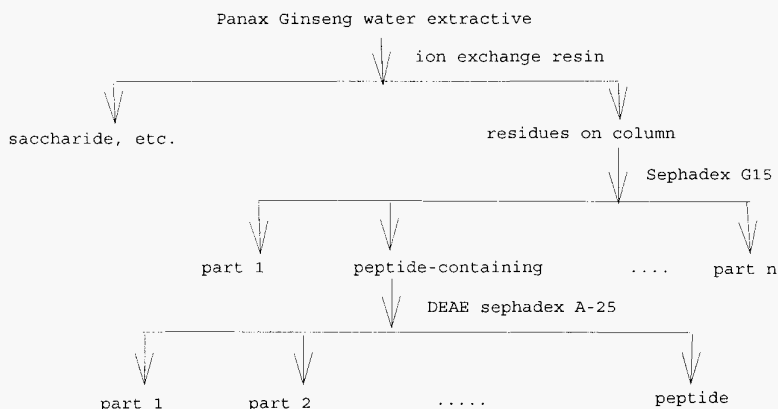 Panax Ginseng water extractive
ion exchange resin
saccharide, etc.
residues on column
Sephadex G15
part 1 peptide-containing .... part n
DEAE sephadex A-25
part 1 part 2 ..... peptide